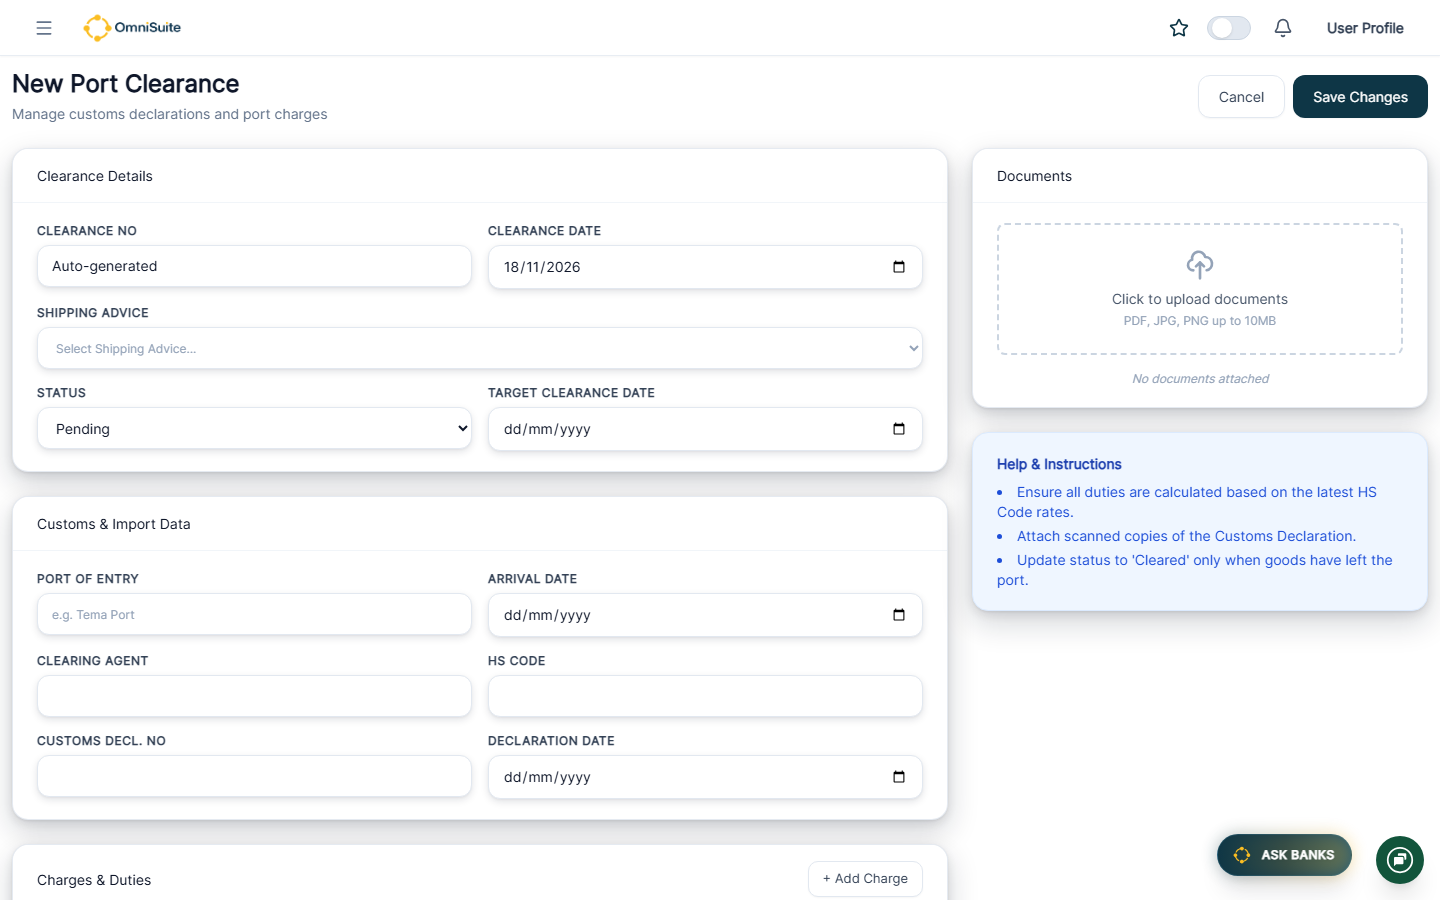 OmniSuite
User Profile
New Port Clearance
Manage customs declarations and port charges
Cancel
Save Changes
Clearance Details
CLEARANCE NO
CLEARANCE DATE
Auto-generated
18/11/2026
SHIPPING ADVICE
Select Shipping Advice...
STATUS
TARGET CLEARANCE DATE
Pending
dd/mm/yyyy
Customs & Import Data
PORT OF ENTRY
ARRIVAL DATE
e.g. Tema Port
dd/mm/yyyy
CLEARING AGENT
HS CODE
CUSTOMS DECL. NO
DECLARATION DATE
dd/mm/yyyy
Charges & Duties
+ Add Charge
Documents
Click to upload documents
PDF, JPG, PNG up to 10MB
No documents attached
Help & Instructions
• Ensure all duties are calculated based on the latest HS
Code rates.
• Attach scanned copies of the Customs Declaration.
• Update status to 'Cleared' only when goods have left the
port.
ASK BANKS